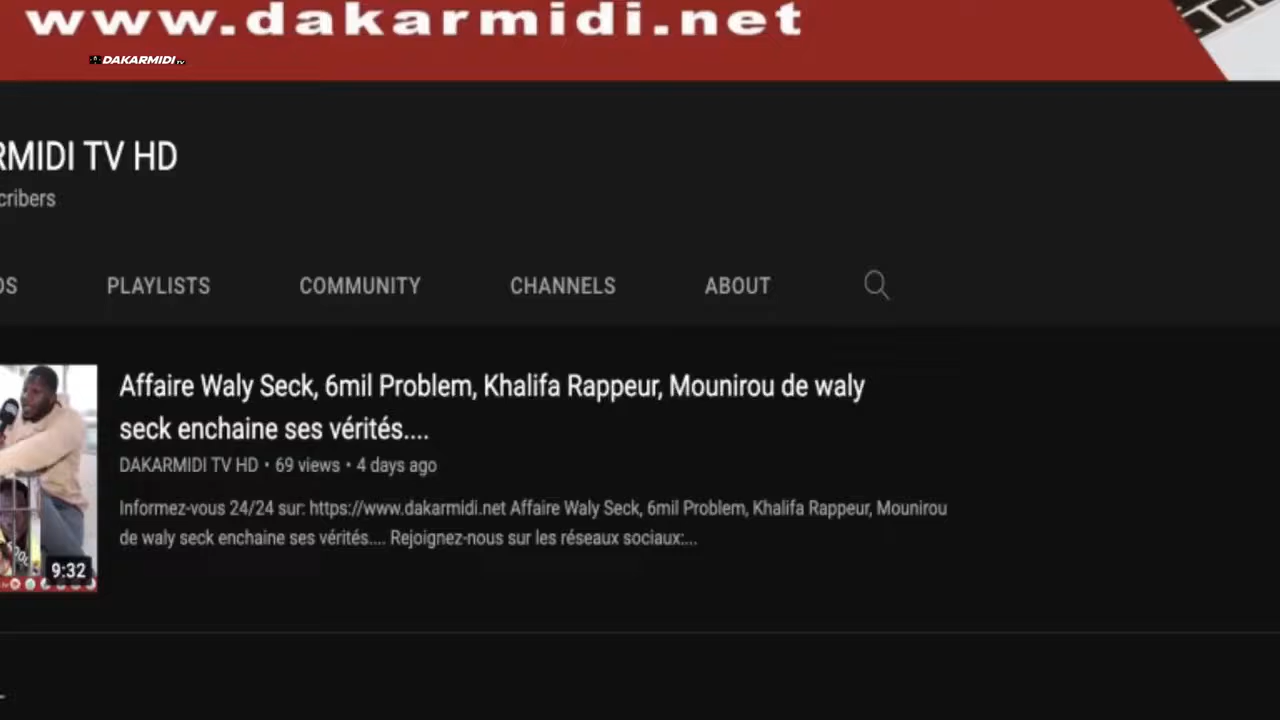 www.dakarmidi.net
DAKARMIDI TV
RMIDI TV HD
cribers
OS PLAYLISTS COMMUNITY CHANNELS ABOUT
Affaire Waly Seck, 6mil Problem, Khalifa Rappeur, Mounirou de waly
seck enchaine ses vérités....
DAKARMIDI TV HD • 69 views • 4 days ago
Informez-vous 24/24 sur: https://www.dakarmidi.net Affaire Waly Seck, 6mil Problem, Khalifa Rappeur, Mounirou
de waly seck enchaine ses vérités.... Rejoignez-nous sur les réseaux sociaux:...
9:32